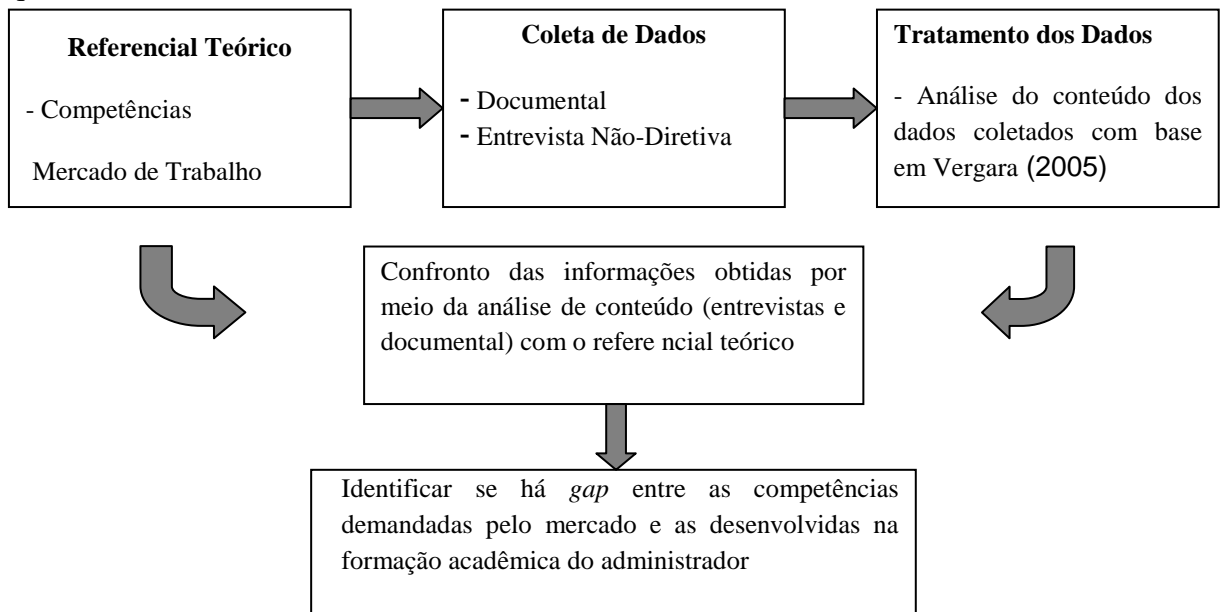 Referencial Teórico
- Competências
Mercado de Trabalho
Coleta de Dados
- Documental
- Entrevista Não-Diretiva
Tratamento dos Dados
- Análise do conteúdo dos
dados coletados com base
em Vergara (2005)
Confronto das informações obtidas por
meio da análise de conteúdo (entrevistas e
documental) com o refere ncial teórico
Identificar se há gap entre as competências
demandadas pelo mercado e as desenvolvidas na
formação acadêmica do administrador